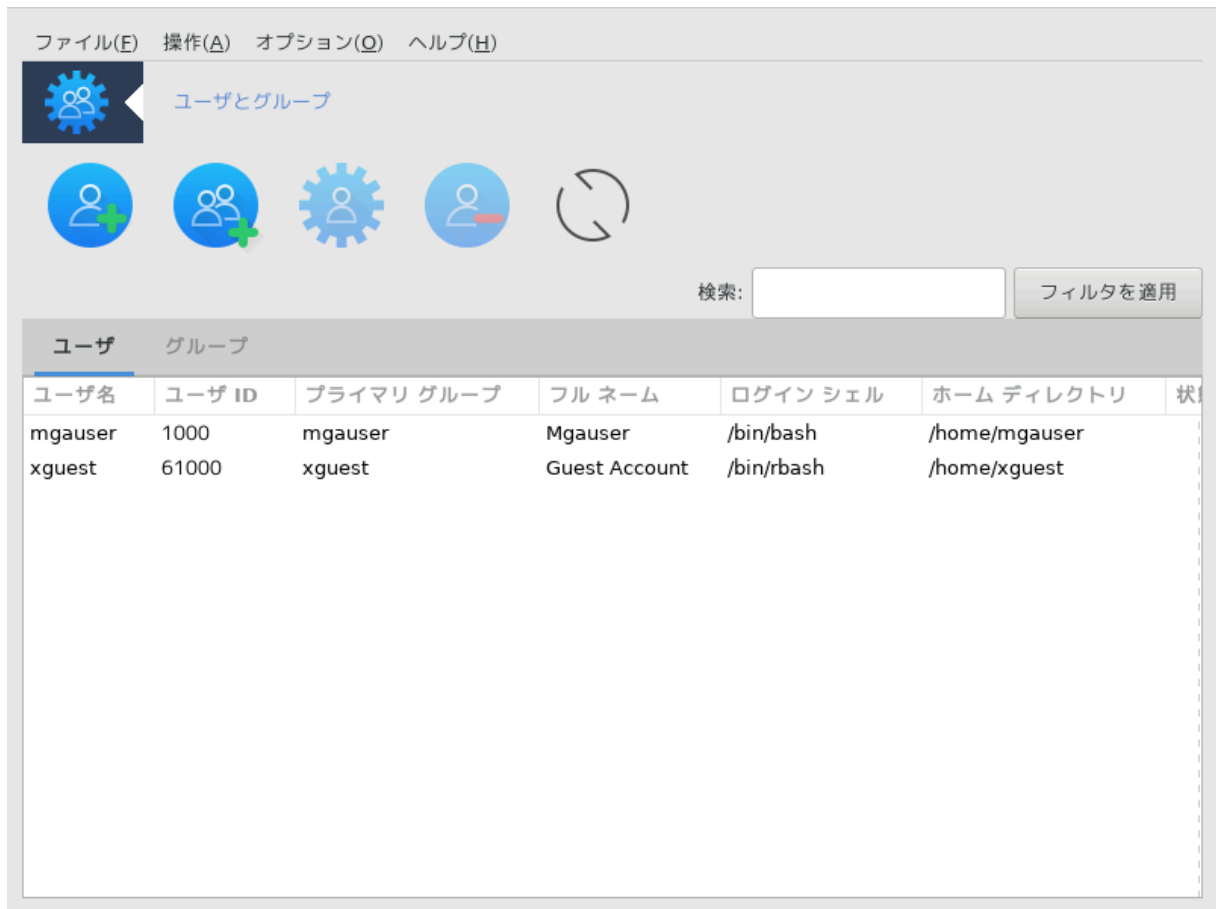 ファイル(F) 操作(A) オプション(O) ヘルプ(H)
ユーザとグループ
検索: フィルタを適用
ユーザ グループ
ユーザ名 ユーザ ID プライマリ グループ フル ネーム ログイン シェル ホーム ディレクトリ
mgauser 1000 mgauser Mgauser /bin/bash /home/mgauser
xguest 61000 xguest Guest Account /bin/rbash /home/xguest